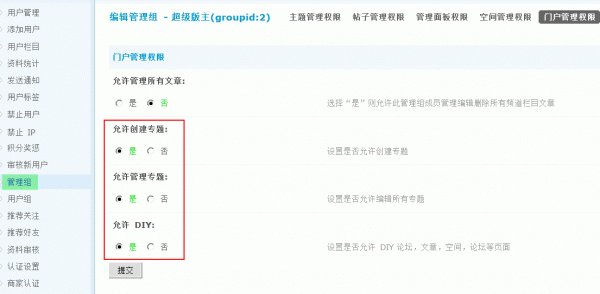 用户管理
添加用户
用户栏目
资料统计
发送通知
用户标签
禁止用户
禁止 IP
积分奖惩
审核新用户
管理组
用户组
推荐关注
推荐好友
资料审核
认证设置
商家认证
编辑管理组 - 超级版主(groupid:2) 主题管理权限 帖子管理权限 管理面板权限 空间管理权限 门户管理权限
门户管理权限
允许管理所有文章:
是 否 选择“是”则允许此管理组成员管理编辑删除所有频道栏目文章
允许创建专题:
是 否 设置是否允许创建专题
允许管理专题:
是 否 设置是否允许编辑所有专题
允许 DIY:
是 否 设置是否允许 DIY 论坛，文章，空间，论坛等页面
提交